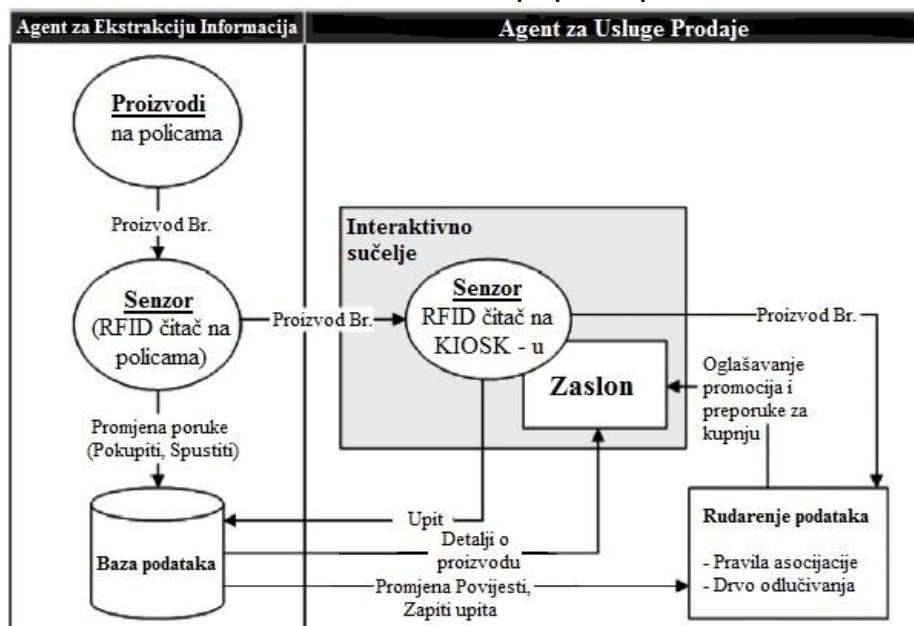 Agent za Ekstrakciju Informacija
Agent za Usluge Prodaje
Proizvodi
na policama
Proizvod Br.
Senzor
(RFID čitač na
policama)
Promjena poruke
(Pokupiti, Spustiti)
Baza podataka
Proizvod Br.
Interaktivno
sučelje
Senzor
RFID čitač na
KIOSK - u
Zaslon
Proizvod Br.
Oglašavanje
promocija i
preporuke za
kupnju
Upit
Detalji o
proizvodu
Promjena Povijesti,
Zapiti upita
Rudarenje podataka
- Pravila asocijacije
- Drvo odlučivanja